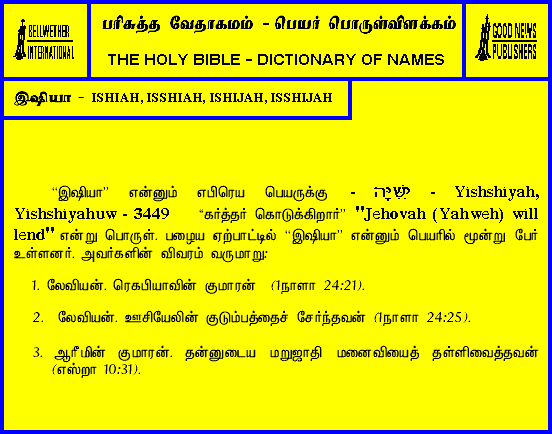 BELLWETHER
INTERNATIONAL
பரிசுத்த வேதாகமம் - பெயர் பொருள்விளக்கம்
THE HOLY BIBLE - DICTIONARY OF NAMES
GOOD NEWS
PUBLISHERS
இஷியா - ISHIAH, ISSHIAH, ISHIJAH, ISSHIJAH
“இஷியா” என்னும் எபிரெய பெயருக்கு - יִשִּׁיָּה - Yishshiyah,
Yishshiyahuw - 3449 “கர்த்தர் கொடுக்கிறார்” "Jehovah (Yahweh) will
lend" என்று பொருள். பழைய ஏற்பாட்டில் “இஷியா” என்னும் பெயரில் மூன்று பேர்
உள்ளனர். அவர்களின் விவரம் வருமாறு:
1. லேவியன். ரெகபியாவின் குமாரன் (1நாளா 24:21).
2. லேவியன். ஊசியேலின் குடும்பத்தைச் சேர்ந்தவன் (1நாளா 24:25).
3. ஆரீமின் குமாரன். தன்னுடைய மறுஜாதி மனைவியைத் தள்ளிவைத்தவன்
(எஸ்றா 10:31).